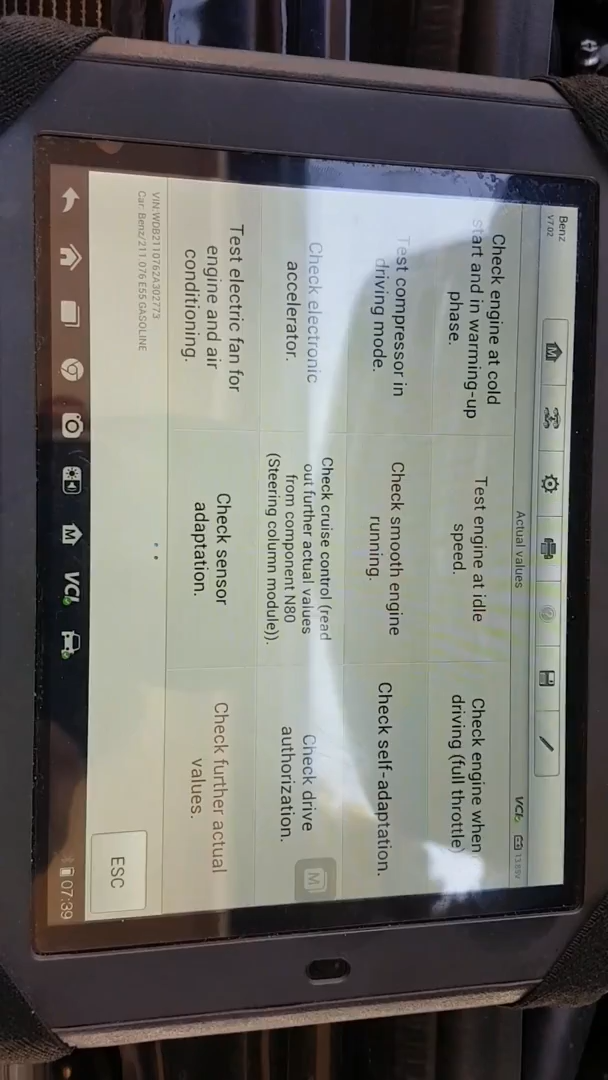 Benz
V7.02
Actual values
VCI
13.59V
Check engine at cold
start and in warming-up
phase.
Test engine at idle
speed.
Check engine when
driving (full throttle)
Test compressor in
driving mode.
Check smooth engine
running.
Check self-adaptation.
Check electronic
accelerator.
Check cruise control (read
out further actual values
from component N80
(Steering column module)).
Check drive
authorization.
Test electric fan for
engine and air
conditioning.
Check sensor
adaptation.
Check further actual
values.
M
VIN:WDB2110762A302773
Car: Benz/211.076 E55 GASOLINE
ESC
VCI
07:39